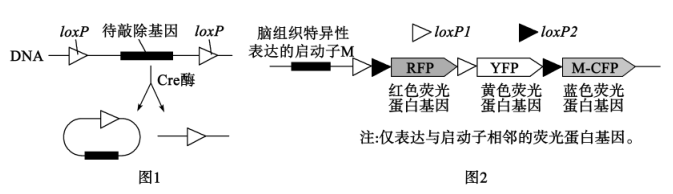 loxP 待敲除基因 loxP
DNA
Cre酶
图1
脑组织特异性
表达的启动子M
loxP1 loxP2
RFP YFP M-CFP
红色荧光 黄色荧光 蓝色荧光
蛋白基因 蛋白基因 蛋白基因
注:仅表达与启动子相邻的荧光蛋白基因。
图2